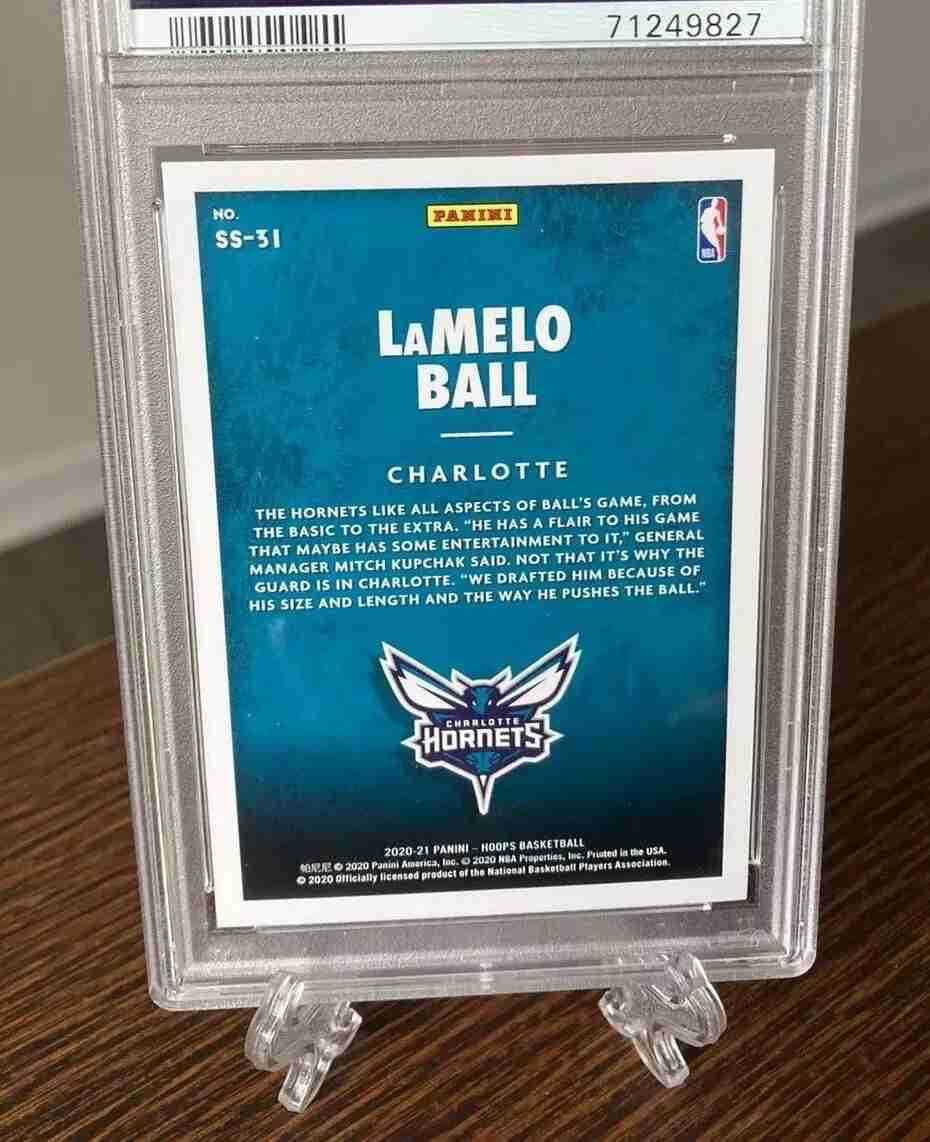 71249827
NO.
SS-31
PANINI
NBA
LaMELO
BALL
CHARLOTTE
THE HORNETS LIKE ALL ASPECTS OF BALL'S GAME, FROM
THE BASIC TO THE EXTRA. "HE HAS A FLAIR TO HIS GAME
THAT MAYBE HAS SOME ENTERTAINMENT TO IT," GENERAL
MANAGER MITCH KUPCHAK SAID. NOT THAT IT'S WHY THE
GUARD IS IN CHARLOTTE. "WE DRAFTED HIM BECAUSE OF
HIS SIZE AND LENGTH AND THE WAY HE PUSHES THE BALL."
CHARLOTTE
HORNETS
2020-21 PANINI – HOOPS BASKETBALL
帕尼尼 © 2020 Panini America, Inc. © 2020 NBA Properties, Inc. Printed in the USA.
© 2020 Officially licensed product of the National Basketball Players Association.